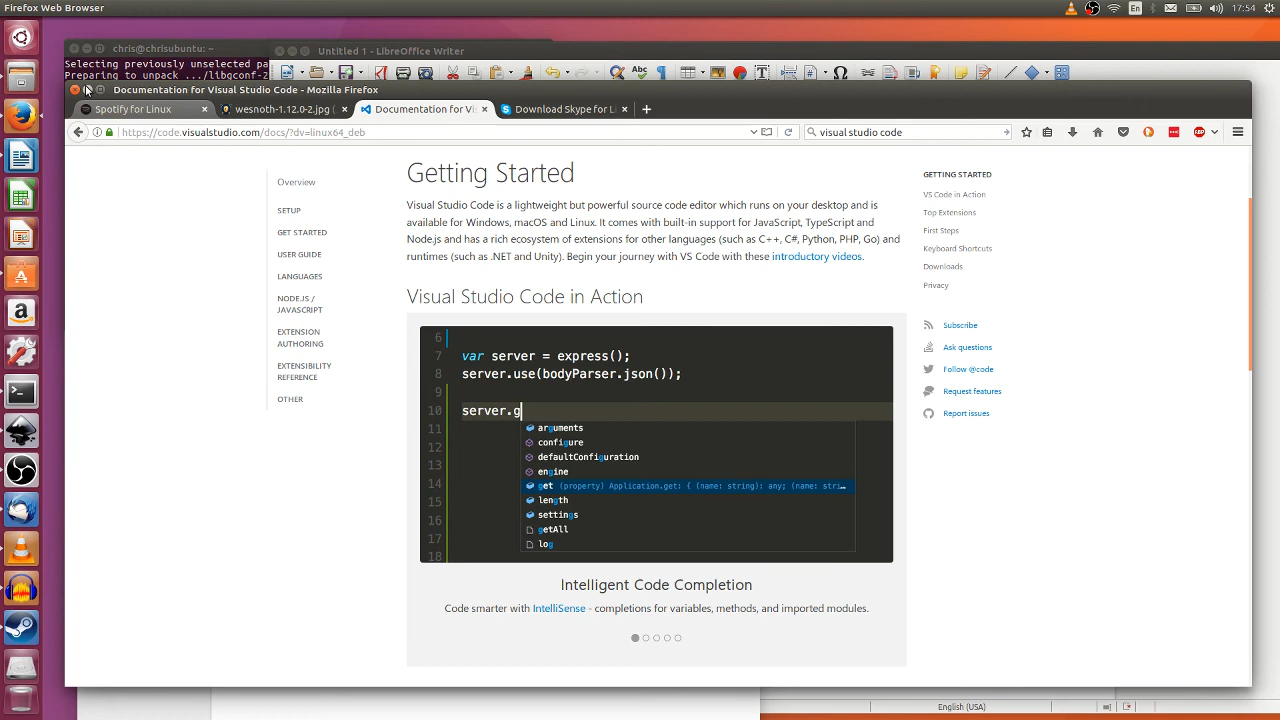 Firefox Web Browser
En
17:54
chris@chrisubuntu: ~
Untitled 1 - LibreOffice Writer
Selecting previously unselected pa
Preparing to unpack .../libgconf-2
Documentation for Visual Studio Code - Mozilla Firefox
Spotify for Linux
wesnoth-1.12.0-2.jpg (
Documentation for Vi
Download Skype for Li
https://code.visualstudio.com/docs/?dv=linux64_deb
visual studio code
ABP
Overview
SETUP
GET STARTED
USER GUIDE
LANGUAGES
NODE.JS /
JAVASCRIPT
EXTENSION
AUTHORING
EXTENSIBILITY
REFERENCE
OTHER
Getting Started
Visual Studio Code is a lightweight but powerful source code editor which runs on your desktop and is
available for Windows, macOS and Linux. It comes with built-in support for JavaScript, TypeScript and
Node.js and has a rich ecosystem of extensions for other languages (such as C++, C#, Python, PHP, Go) and
runtimes (such as .NET and Unity). Begin your journey with VS Code with these introductory videos.
Visual Studio Code in Action
6
7 var server = express();
8 server.use(bodyParser.json());
9
10 server.g
11 arguments
configure
12 defaultConfiguration
13 engine
14 get (property) Application.get: { (name: string): any; (name: stri…
15 length
16 settings
getAll
17 log
18
Intelligent Code Completion
Code smarter with IntelliSense - completions for variables, methods, and imported modules.
GETTING STARTED
VS Code in Action
Top Extensions
First Steps
Keyboard Shortcuts
Downloads
Privacy
Subscribe
Ask questions
Follow @code
Request features
Report issues
English (USA)